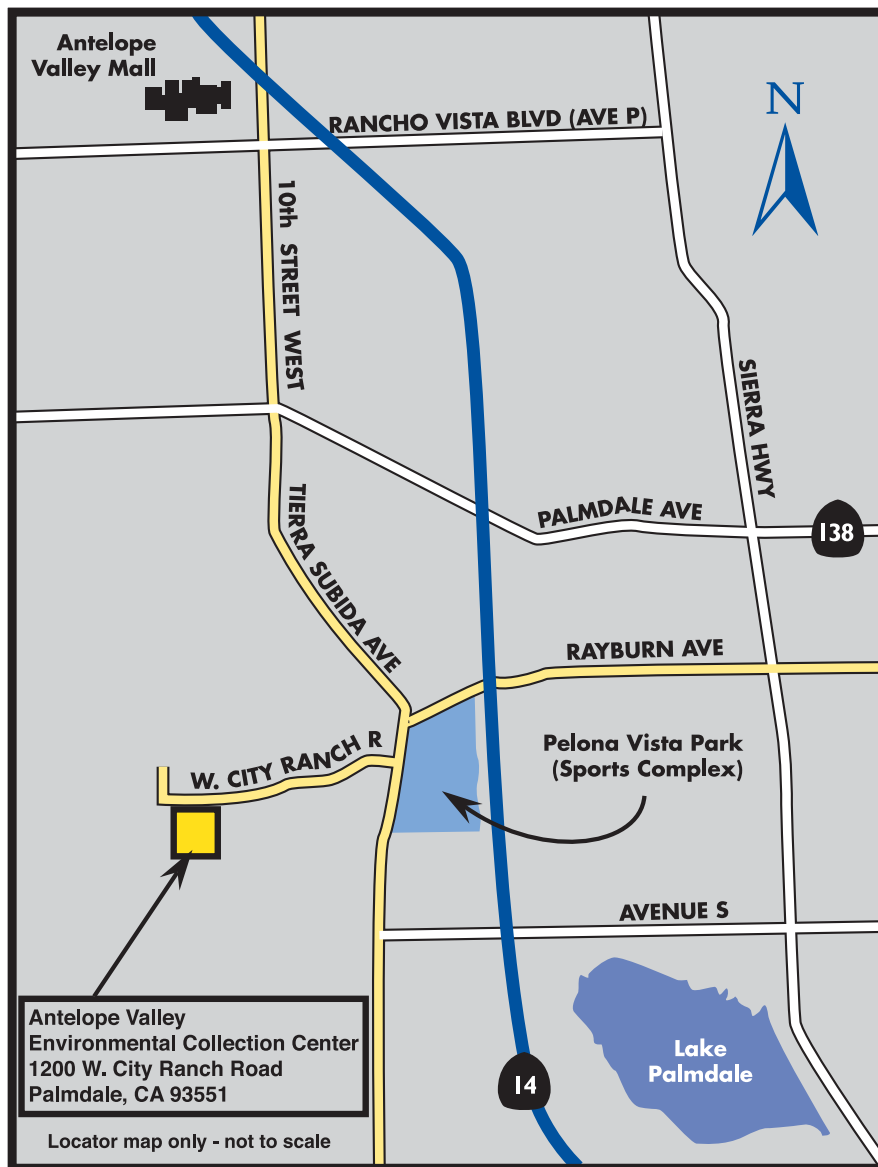 Antelope
Valley Mall
N
RANCHO VISTA BLVD (AVE P)
10th STREET WEST
SIERRA HWY
PALMDALE AVE
138
TIERRA SUBIDA AVE
RAYBURN AVE
W. CITY RANCH R
Pelona Vista Park
(Sports Complex)
AVENUE S
Antelope Valley
Environmental Collection Center
1200 W. City Ranch Road
Palmdale, CA 93551
14
Lake
Palmdale
Locator map only - not to scale